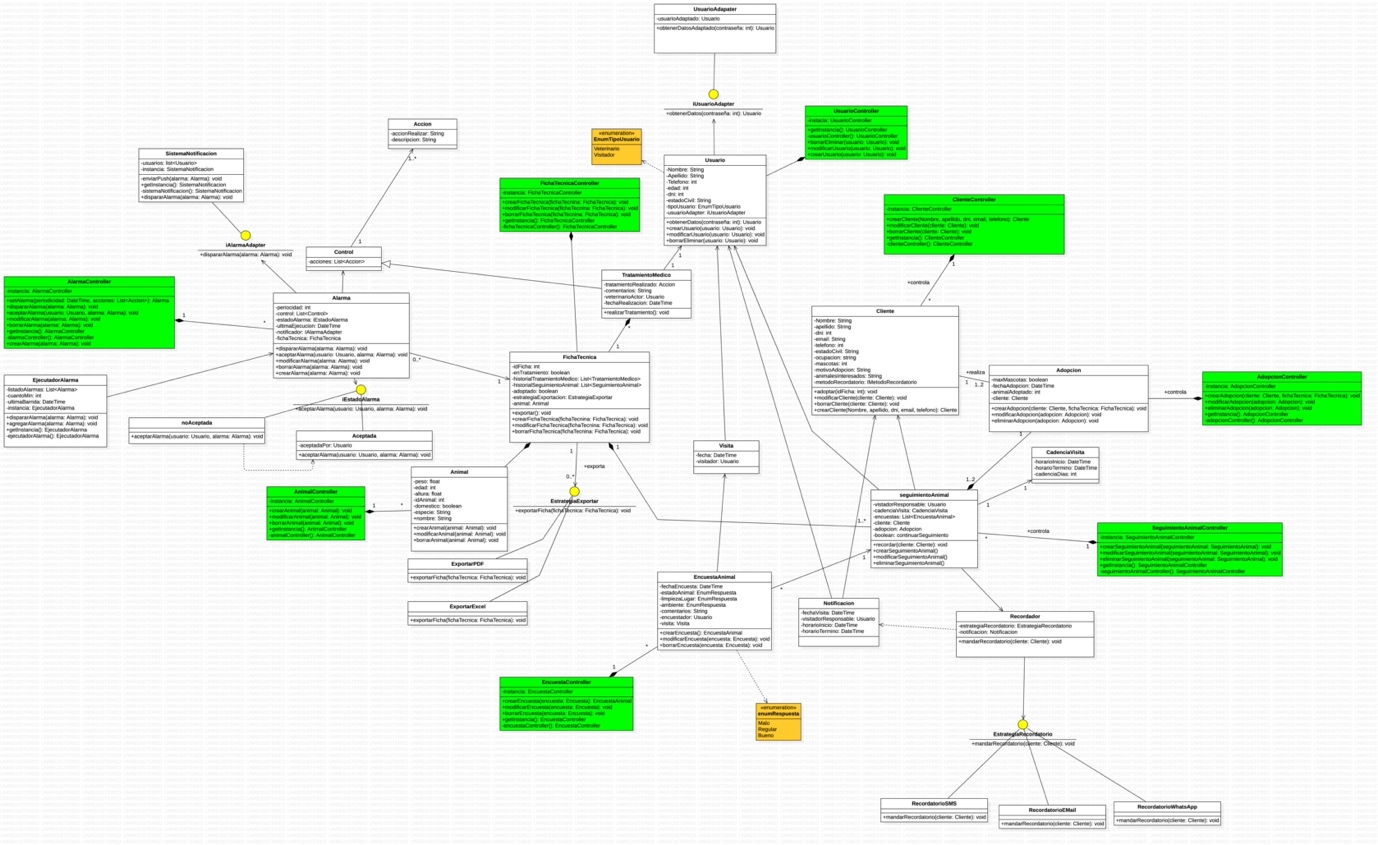 UsuarioAdapater
-usuarioAdaptado: Usuario
+obtenerDatosAdaptado(contraseña: int): Usuario
iUsuarioAdapter
+obtenerDatos(contraseña: int): Usuario
UsuarioController
-instacia: UsuarioController
+getInstancia(): UsuarioController
-usuarioController(): UsuarioController
+borrarEliminar(usuario: Usuario): void
+modificarUsuario(usuario: Usuario): void
+crearUsuario(usuario: Usuario): void
«enumeration»
EnumTipoUsuario
Veterinario
Visitador
Usuario
-Nombre: String
-Apellido: String
-Telefono: int
-edad: int
-dni: int
-estadoCivil: String
-tipoUsuario: EnumTipoUsuario
-usuarioAdapter: iUsuarioAdapter
+obtenerDatos(contraseña: int): Usuario
+crearUsuario(usuario: Usuario): void
+modificarUsuario(usuario: Usuario): void
+borrarEliminar(usuario: Usuario): void
Accion
-accionRealizar: String
-descripcion: String
1..*
1
SistemaNotificacion
-usuarios: list<Usuario>
-instancia: SistemaNotificacion
-enviarPush(alarma: Alarma): void
+getInstancia(): SistemaNotificacion
-sistemaNotificacion(): SistemaNotificacion
+dispararAlarma(alarma: Alarma): void
iAlarmaAdapter
+dispararAlarma(alarma: Alarma): void
Control
-acciones: List<Accion>
FichaTecnicaController
-instancia: FichaTecnicaController
+crearFichaTecnica(fichaTecnina: FichaTecnica): void
+modificarFichaTecnica(fichaTecnina: FichaTecnica): void
+borrarFichaTecnica(fichaTecnina: FichaTecnica): void
+getInstancia(): FichaTecnicaController
-fichaTecnicaController(): FichaTecnicaController
ClienteController
-instancia: ClienteController
+crearCliente(Nombre, apellido, dni, email, telefono): Cliente
+modificarCliente(cliente: Cliente): void
+borrarCliente(cliente: Cliente): void
+getInstancia(): ClienteController
-clienteController(): ClienteController
1
+controla
*
TratamientoMedico
-tratamientoRealizado: Accion
-comentarios: String
-veterinarioActor: Usuario
-fechaRealizacion: DateTime
+realizarTratamiento(): void
1
*
1
AlarmaController
-instancia: AlarmaController
+setAlarma(periodicidad: DateTime, acciones: List<Accion>): Alarma
+dispararAlarma(alarma: Alarma): void
+aceptarAlarma(usuario: Usuario, alarma: Alarma): void
+modificarAlarma(alarma: Alarma): void
+borrarAlarma(alarma: Alarma): void
+getInstancia(): AlarmaController
-alarmaController(): AlarmaController
+crearAlarma(alarma: Alarma): void
1
*
Alarma
-periocidad: int
-control: List<Control>
-estadoAlarma: iEstadoAlarma
-ultimaEjecucion: DateTime
-notificador: IAlarmaAdapter
-fichaTecnica: FichaTecnica
+dispararAlarma(alarma: Alarma): void
+aceptarAlarma(usuario: Usuario, alarma: Alarma): void
+modificarAlarma(alarma: Alarma): void
+borrarAlarma(alarma: Alarma): void
+crearAlarma(alarma: Alarma): void
0..*
1
EjecutadorAlarma
-listadoAlarmas: List<Alarma>
-cuantoMin: int
-ultimaBarrida: DateTime
-instancia: EjecutadorAlarma
+dispararAlarma(alarma: Alarma): void
+agregarAlarma(alarma: Alarma): void
+getInstancia(): EjecutadorAlarma
-ejecutadorAlarma(): EjecutadorAlarma
iEstadoAlarma
+aceptarAlarma(usuario: Usuario, alarma: Alarma): void
noAceptada
+aceptarAlarma(usuario: Usuario, alarma: Alarma): void
Aceptada
-aceptadaPor: Usuario
+aceptarAlarma(usuario: Usuario, alarma: Alarma): void
FichaTecnica
-idFicha: int
-enTratamiento: boolean
-historialTratamientoMedico: List<TratamientoMedico>
-historialSeguimientoAnimal: List<SeguimientoAnimal>
-adoptado: boolean
-estrategiaExportacion: EstrategiaExportar
-animal: Animal
+exportar(): void
+crearFichaTecnica(fichaTecnina: FichaTecnica): void
+modificarFichaTecnica(fichaTecnina: FichaTecnica): void
+borrarFichaTecnica(fichaTecnina: FichaTecnica): void
1
+exporta
0..*
1
Cliente
-Nombre: String
-apellido: String
-dni: int
-email: String
-telefono: int
-estadoCivil: String
-ocupacion: string
-mascotas: int
-motivoAdopcion: String
-animalesInteresados: String
-metodoRecordatorio: IMetodoRecordatorio
+adoptar(idFicha: int)
+modificarCliente(cliente: Cliente): void
+borrarCliente(cliente: Cliente): void
+crearCliente(Nombre, apellido, dni, email, telefono): Cliente
+realiza
1
1..2
Adopcion
-maxMascotas: boolean
-fechaAdopcion: DateTime
-animalAdoptado: int
-cliente: Cliente
+crearAdopcion(cliente: Cliente, fichaTecnica: FichaTecnica): void
+modificarAdopcion(adopcion: Adopcion): void
+eliminarAdopcion(adopcion: Adopcion): void
1
+controla
AdopcionController
-instancia: AdopcionController
+crearAdopcion(cliente: Cliente, fichaTecnica: FichaTecnica): void
+modificarAdopcion(adopcion: Adopcion): void
+eliminarAdopcion(adopcion: Adopcion): void
+getInstancia(): AdopcionController
-adopcionController(): AdopcionController
CadenciaVisita
-horarioInicio: DateTime
-horarioTermino: DateTime
-cadenciaDias: int
1
Visita
-fecha: DateTime
-visitador: Usuario
Animal
-peso: float
-edad: int
-altura: float
-idAnimal: int
-domestico: boolean
-especie: String
-nombre: String
+crearAnimal(animal: Animal): void
+modificarAnimal(animal: Animal): void
+borrarAnimal(animal: Animal): void
AnimalController
-instancia: AnimalController
+crearAnimal(animal: Animal): void
+modificarAnimal(animal: Animal): void
+borrarAnimal(animal: Animal): void
+getInstancia(): AnimalController
-animalController(): AnimalController
1
*
EstrategiaExportar
+exportarFicha(fichaTecnica: FichaTecnica): void
ExportarPDF
+exportarFicha(fichaTecnica: FichaTecnica): void
ExportarExcel
+exportarFicha(fichaTecnica: FichaTecnica): void
seguimientoAnimal
-visitadorResponsable: Usuario
-cadenciaVisita: CadenciaVisita
-encuestas: List<EncuestaAnimal>
-cliente: Cliente
-adopcion: Adopcion
-boolean: continuarSeguimiento
+recordar(cliente: Cliente): void
+crearSeguimientoAnimal()
+modificarSeguimientoAnimal()
+eliminarSeguimientoAnimal()
1..2
1
1..*
1
*
+controla
1
SeguimientoAnimalController
-instancia: SeguimientoAnimalController
+crearSeguimientoAnimal(seguimientoAnimal: SeguimientoAnimal): void
+modificarSeguimientoAnimal(seguimientoAnimal: SeguimientoAnimal): void
+eliminarSeguimientoAnimal(seguimientoAnimal: SeguimientoAnimal): void
+getInstancia(): SeguimientoAnimalController
-seguimientoAnimalController(): SeguimientoAnimalController
EncuestaAnimal
-fechaEncuesta: DateTime
-estadoAnimal: EnumRespuesta
-limpiezaLugar: EnumRespuesta
-ambiente: EnumRespuesta
-comentarios: String
-encuestador: Usuario
-visita: Visita
+crearEncuesta(): EncuestaAnimal
+modificarEncuesta(encuesta: Encuesta): void
+borrarEncuesta(encuesta: Encuesta): void
*
*
1
Notificacion
-fechaVisita: DateTime
-visitadorResponsable: Usuario
-horarioInicio: DateTime
-horarioTermino: DateTime
Recordador
-estrategiaRecordatorio: EstrategiaRecordatorio
-notificacion: Notificacion
+mandarRecordatorio(cliente: Cliente): void
EncuestaController
-instancia: EncuestaController
+crearEncuesta(encuesta: Encuesta): EncuestaAnimal
+modificarEncuesta(encuesta: Encuesta): void
+borrarEncuesta(encuesta: Encuesta): void
+getInstancia(): EncuestaController
-encuestaController(): EncuestaController
«enumeration»
enumRespuesta
Malo
Regular
Bueno
EstrategiaRecordatorio
+mandarRecordatorio(cliente: Cliente): void
RecordatorioSMS
+mandarRecordatorio(cliente: Cliente): void
RecordatorioEMail
+mandarRecordatorio(cliente: Cliente): void
RecordatorioWhatsApp
+mandarRecordatorio(cliente: Cliente): void